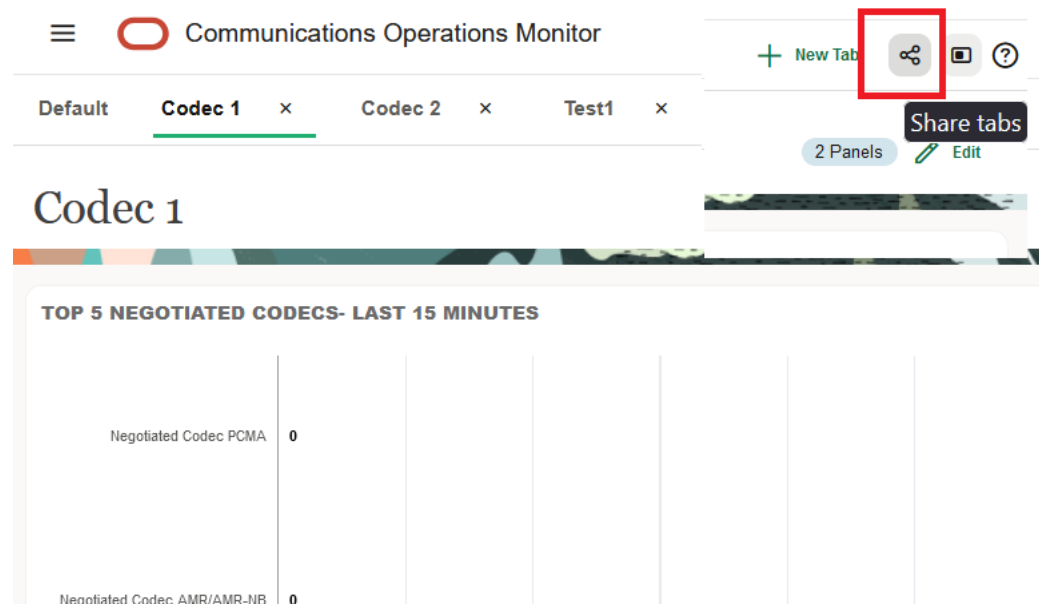 Communications Operations Monitor
New Tab
Default Codec 1 × Codec 2 × Test1 ×
Share tabs
2 Panels Edit
Codec 1
TOP 5 NEGOTIATED CODECS- LAST 15 MINUTES
Negotiated Codec PCMA 0
Negotiated Codec AMR/AMR-NB 0